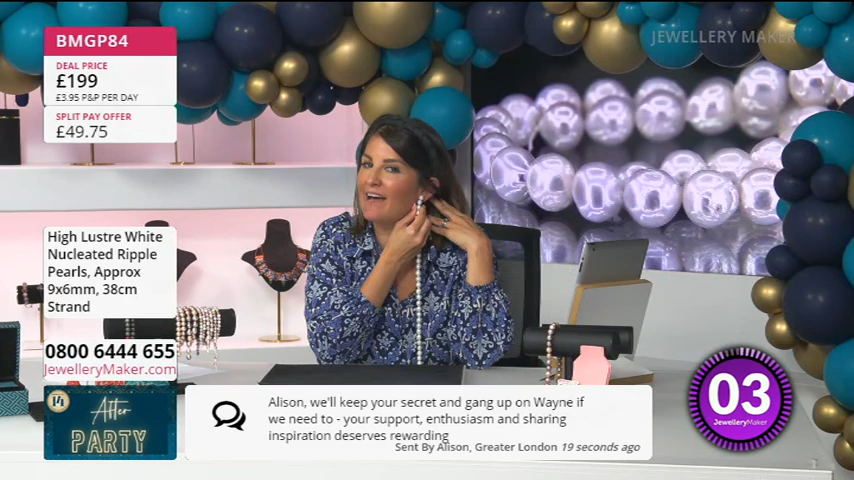 BMGP84
DEAL PRICE
£199
£3.95 P&P PER DAY
SPLIT PAY OFFER
£49.75
JEWELLERY MAKER
High Lustre White
Nucleated Ripple
Pearls, Approx
9x6mm, 38cm
Strand
0800 6444 655
JewelleryMaker.com
14
After
PARTY
Alison, we'll keep your secret and gang up on Wayne if
we need to - your support, enthusiasm and sharing
inspiration deserves rewarding
Sent By Alison, Greater London 19 seconds ago
03
JewelleryMaker